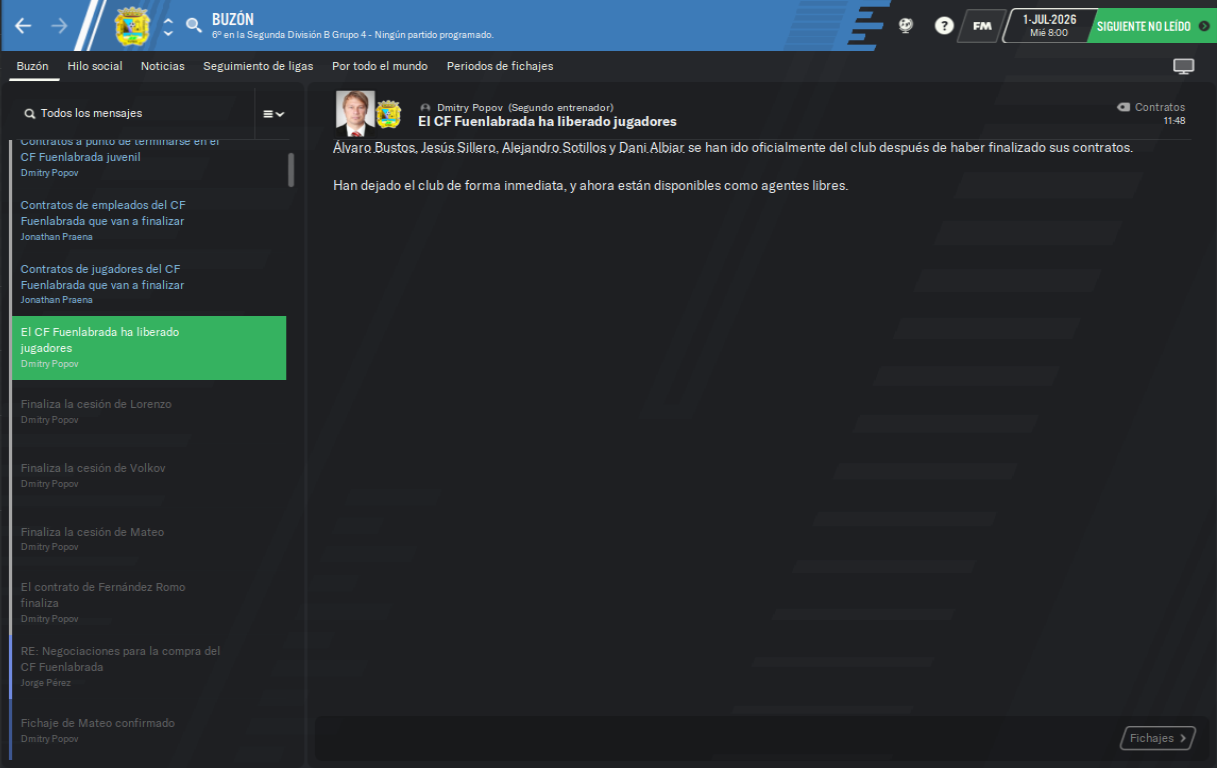 BUZÓN
6º en la Segunda División B Grupo 4 - Ningún partido programado.
?
FM
1-JUL-2026
Mié 8:00
SIGUIENTE NO LEÍDO
Buzón Hilo social Noticias Seguimiento de ligas Por todo el mundo Periodos de fichajes
Todos los mensajes
Contratos a punto de terminarse en el
CF Fuenlabrada juvenil
Dmitry Popov
Contratos de empleados del CF
Fuenlabrada que van a finalizar
Jonathan Praena
Contratos de jugadores del CF
Fuenlabrada que van a finalizar
Jonathan Praena
El CF Fuenlabrada ha liberado
jugadores
Dmitry Popov
Finaliza la cesión de Lorenzo
Dmitry Popov
Finaliza la cesión de Volkov
Dmitry Popov
Finaliza la cesión de Mateo
Dmitry Popov
El contrato de Fernández Romo
finaliza
Dmitry Popov
RE: Negociaciones para la compra del
CF Fuenlabrada
Jorge Pérez
Fichaje de Mateo confirmado
Dmitry Popov
Dmitry Popov (Segundo entrenador)
El CF Fuenlabrada ha liberado jugadores
Contratos
11:48
Álvaro Bustos, Jesús Sillero, Alejandro Sotillos y Dani Albiar se han ido oficialmente del club después de haber finalizado sus contratos.
Han dejado el club de forma inmediata, y ahora están disponibles como agentes libres.
Fichajes